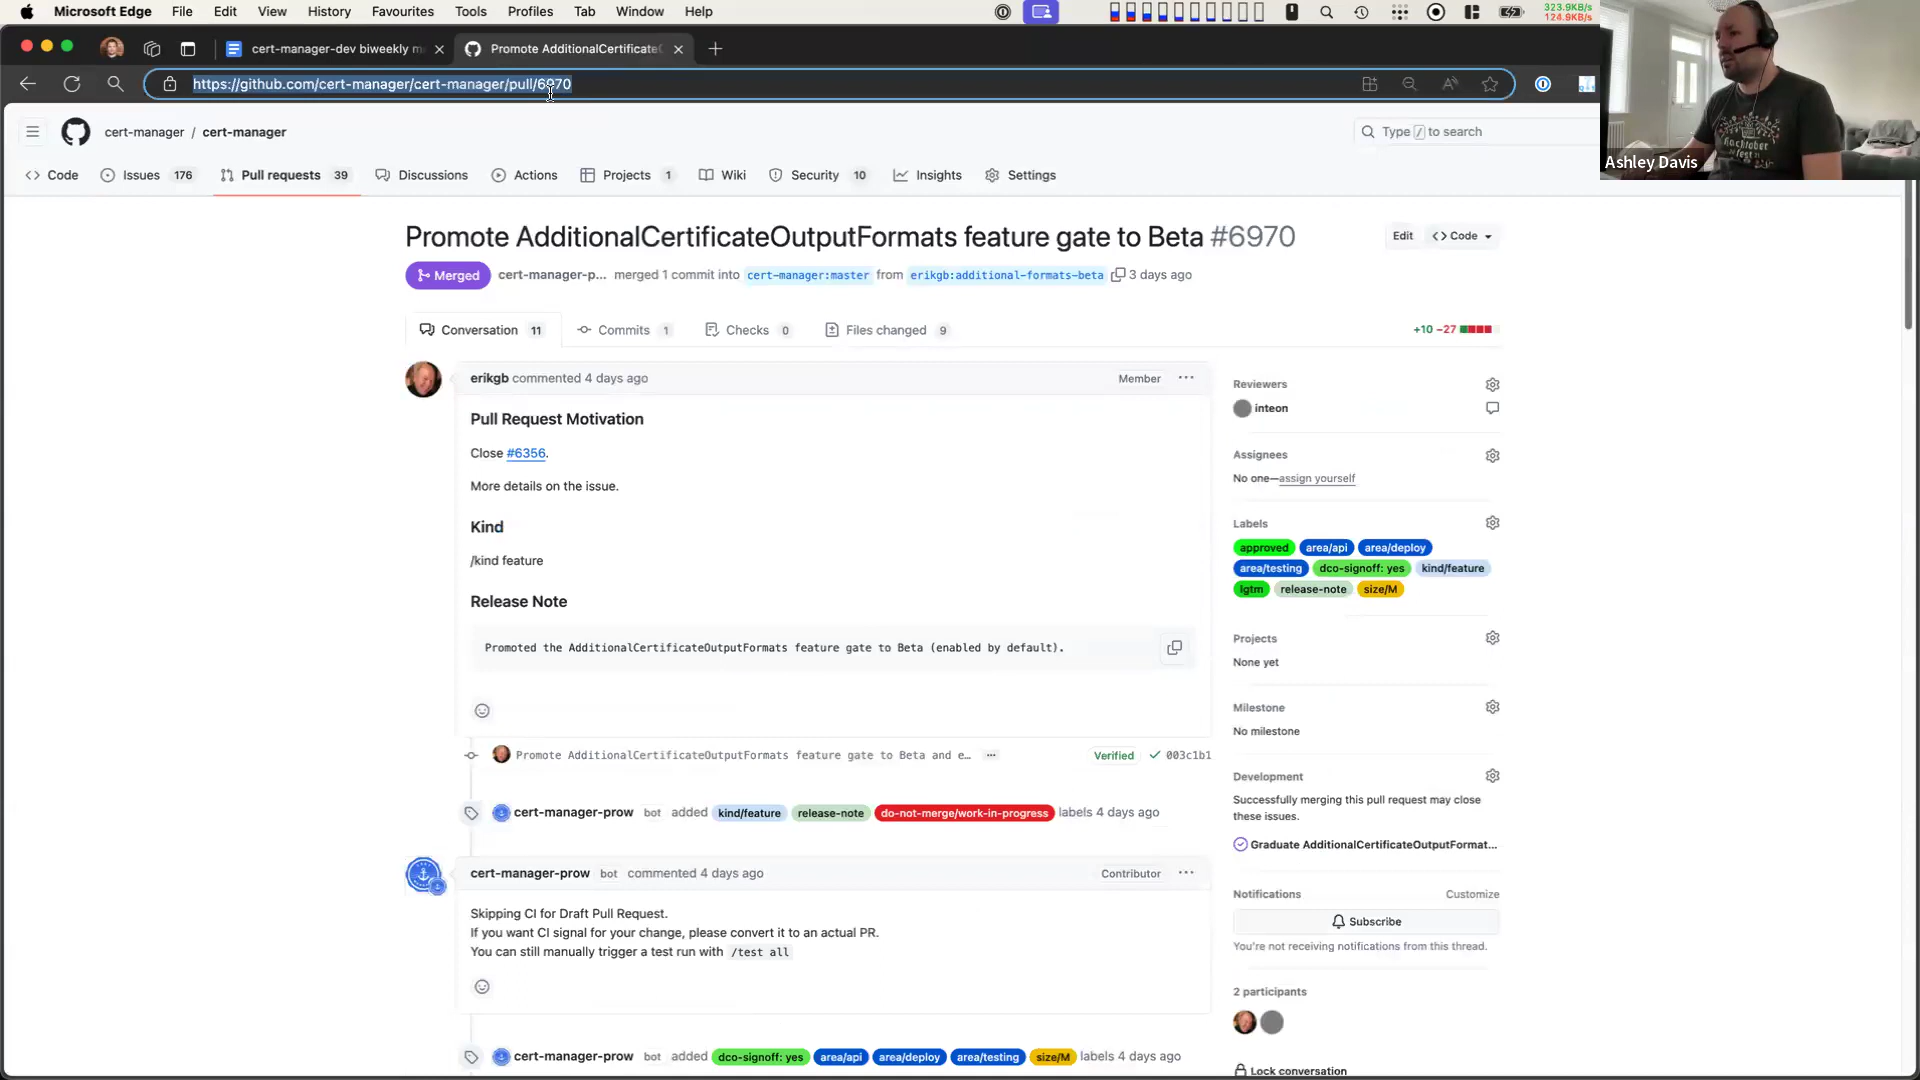 Microsoft Edge File Edit View History Favourites Tools Profiles Tab Window Help
323.9KB/s
124.9KB/s
cert-manager-dev biweekly m
Promote AdditionalCertificateO
https://github.com/cert-manager/cert-manager/pull/6970
cert-manager / cert-manager
Type / to search
Ashley Davis
Code
Issues 176
Pull requests 39
Discussions
Actions
Projects 1
Wiki
Security 10
Insights
Settings
Promote AdditionalCertificateOutputFormats feature gate to Beta #6970
Edit
Code
Merged
cert-manager-p... merged 1 commit into cert-manager:master from erikgb:additional-formats-beta 3 days ago
Conversation 11
Commits 1
Checks 0
Files changed 9
+10 −27
erikgb commented 4 days ago
Member
Pull Request Motivation
Close #6356.
More details on the issue.
Kind
/kind feature
Release Note
Promoted the AdditionalCertificateOutputFormats feature gate to Beta (enabled by default).
Promote AdditionalCertificateOutputFormats feature gate to Beta and e… ...
Verified
003c1b1
cert-manager-prow bot added kind/feature release-note do-not-merge/work-in-progress labels 4 days ago
cert-manager-prow bot commented 4 days ago
Contributor
Skipping CI for Draft Pull Request.
If you want CI signal for your change, please convert it to an actual PR.
You can still manually trigger a test run with /test all
cert-manager-prow bot added dco-signoff: yes area/api area/deploy area/testing size/M labels 4 days ago
Reviewers
inteon
Assignees
No one—assign yourself
Labels
approved area/api area/deploy
area/testing dco-signoff: yes kind/feature
lgtm release-note size/M
Projects
None yet
Milestone
No milestone
Development
Successfully merging this pull request may close
these issues.
Graduate AdditionalCertificateOutputFormat...
Notifications
Customize
Subscribe
You're not receiving notifications from this thread.
2 participants
Lock conversation